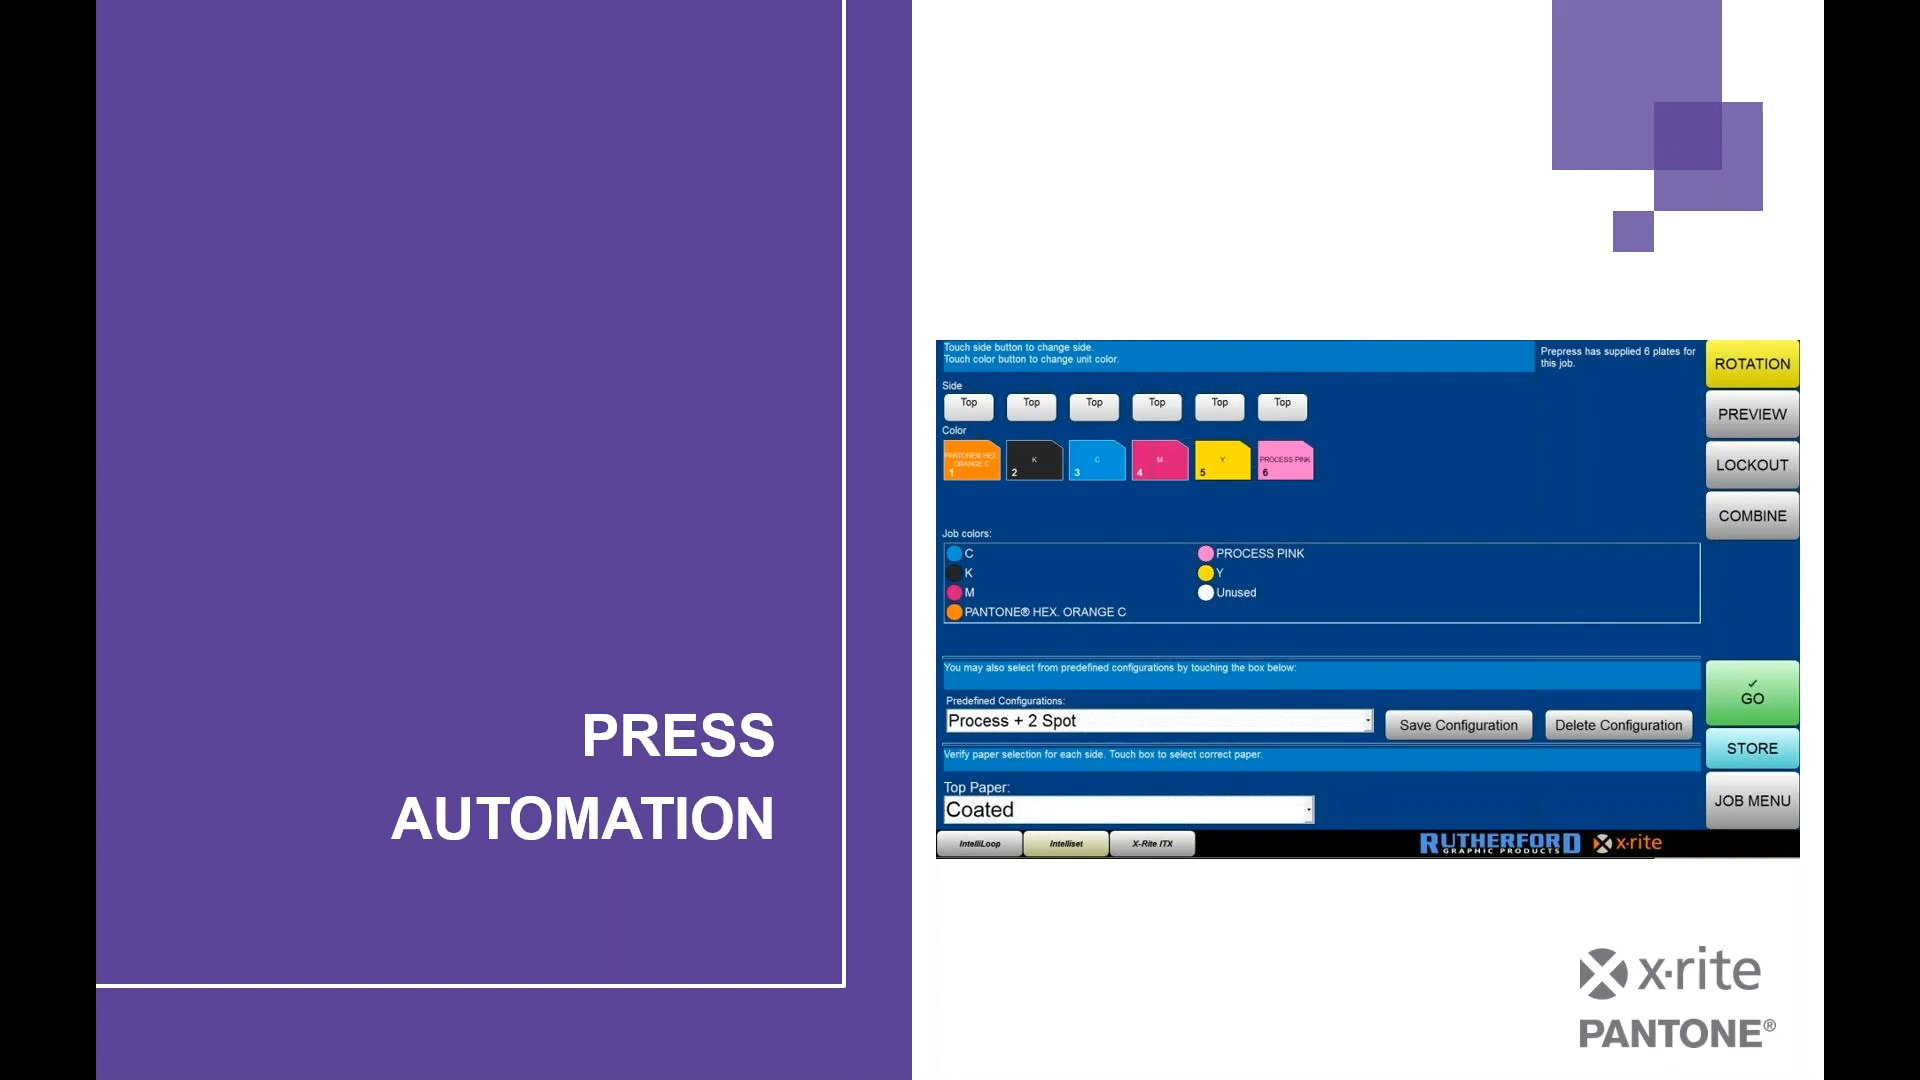 PRESS
AUTOMATION
Touch side button to change side.
Touch color button to change unit color.
Prepress has supplied 6 plates for
this job.
ROTATION
PREVIEW
LOCKOUT
COMBINE
Side
Top Top Top Top Top Top
Color
PANTONE® HEX.
ORANGE C
1
K
2
C
3
M
4
Y
5
PROCESS PINK
6
Job colors:
C
K
M
PANTONE® HEX. ORANGE C
PROCESS PINK
Y
Unused
You may also select from predefined configurations by touching the box below:
Predefined Configurations:
Process + 2 Spot
Save Configuration
Delete Configuration
Verify paper selection for each side. Touch box to select correct paper.
Top Paper:
Coated
GO
STORE
JOB MENU
IntelliLoop
Intelliset
X-Rite ITX
RUTHERFORD
GRAPHIC PRODUCTS
x·rite
x·rite
PANTONE®